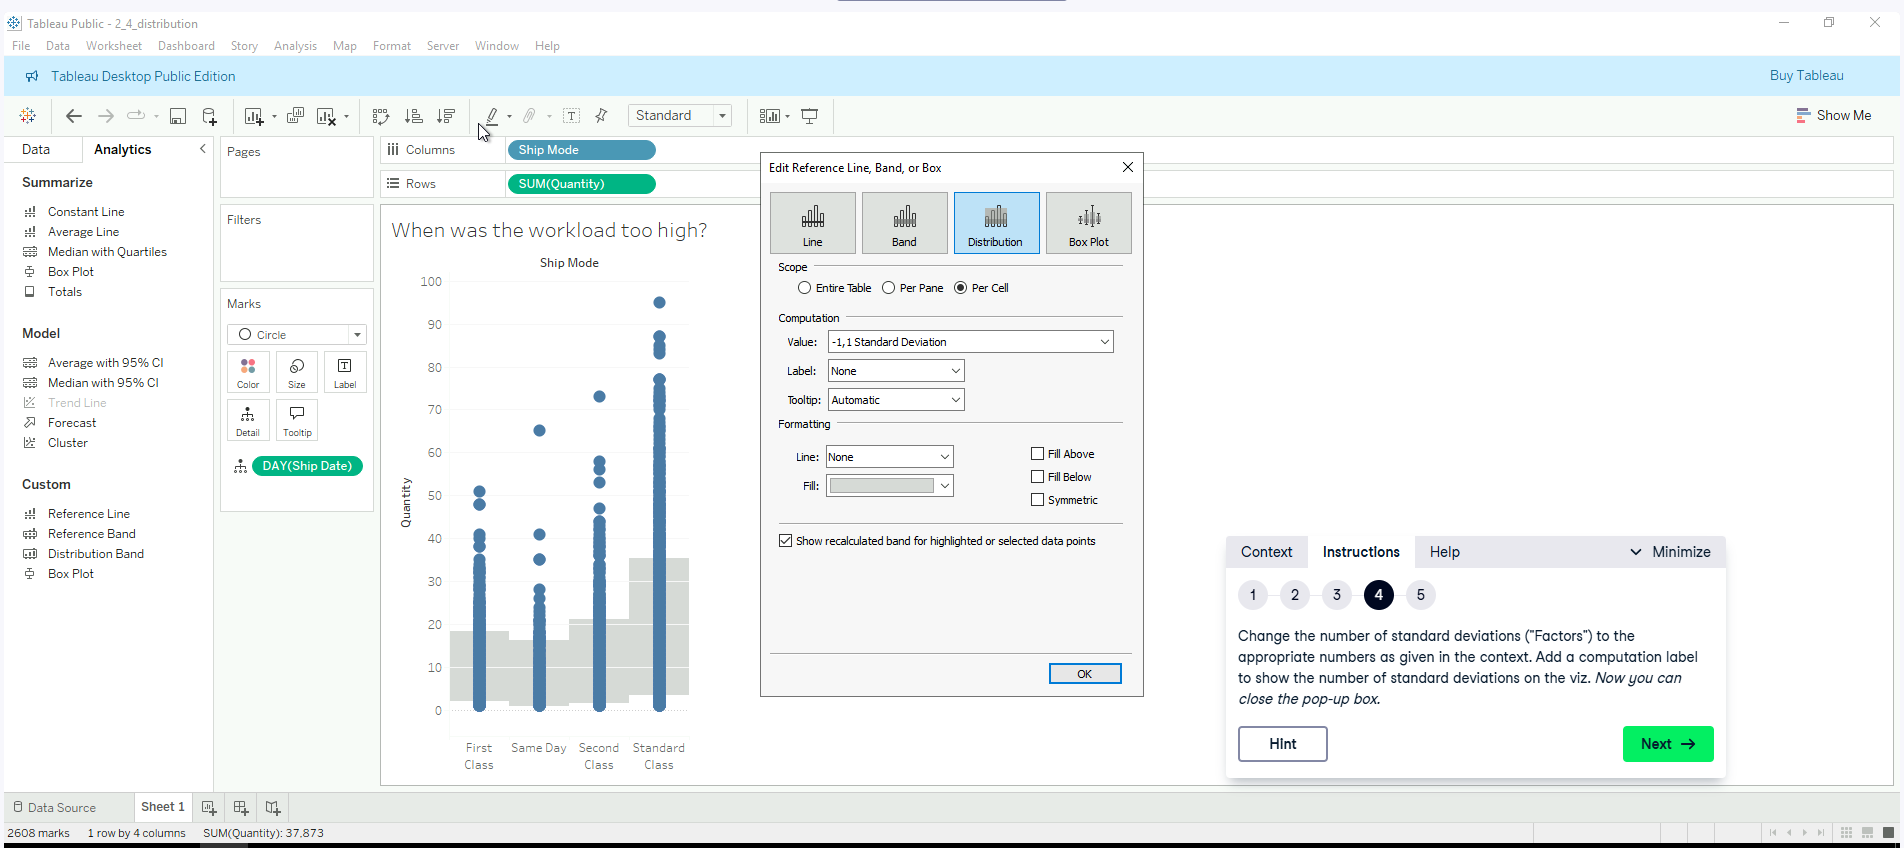 Tableau Public - 2_4_distribution
File Data Worksheet Dashboard Story Analysis Map Format Server Window Help
Tableau Desktop Public Edition
Buy Tableau
Standard
Show Me
Data
Analytics
Summarize
Constant Line
Average Line
Median with Quartiles
Box Plot
Totals
Model
Average with 95% CI
Median with 95% CI
Trend Line
Forecast
Cluster
Custom
Reference Line
Reference Band
Distribution Band
Box Plot
Pages
Filters
Marks
Circle
Color Size Label
Detail Tooltip
DAY(Ship Date)
Columns Ship Mode
Rows SUM(Quantity)
When was the workload too high?
Ship Mode
100
90
80
70
60
50
40
30
20
10
0
Quantity
First Class
Same Day
Second Class
Standard Class
Edit Reference Line, Band, or Box
Line Band Distribution Box Plot
Scope
Entire Table Per Pane Per Cell
Computation
Value: -1,1 Standard Deviation
Label: None
Tooltip: Automatic
Formatting
Line: None
Fill:
Fill Above
Fill Below
Symmetric
Show recalculated band for highlighted or selected data points
OK
Context Instructions Help Minimize
1 2 3 4 5
Change the number of standard deviations ("Factors") to the
appropriate numbers as given in the context. Add a computation label
to show the number of standard deviations on the viz. Now you can
close the pop-up box.
Hint
Next
Data Source Sheet 1
2608 marks 1 row by 4 columns SUM(Quantity): 37,873